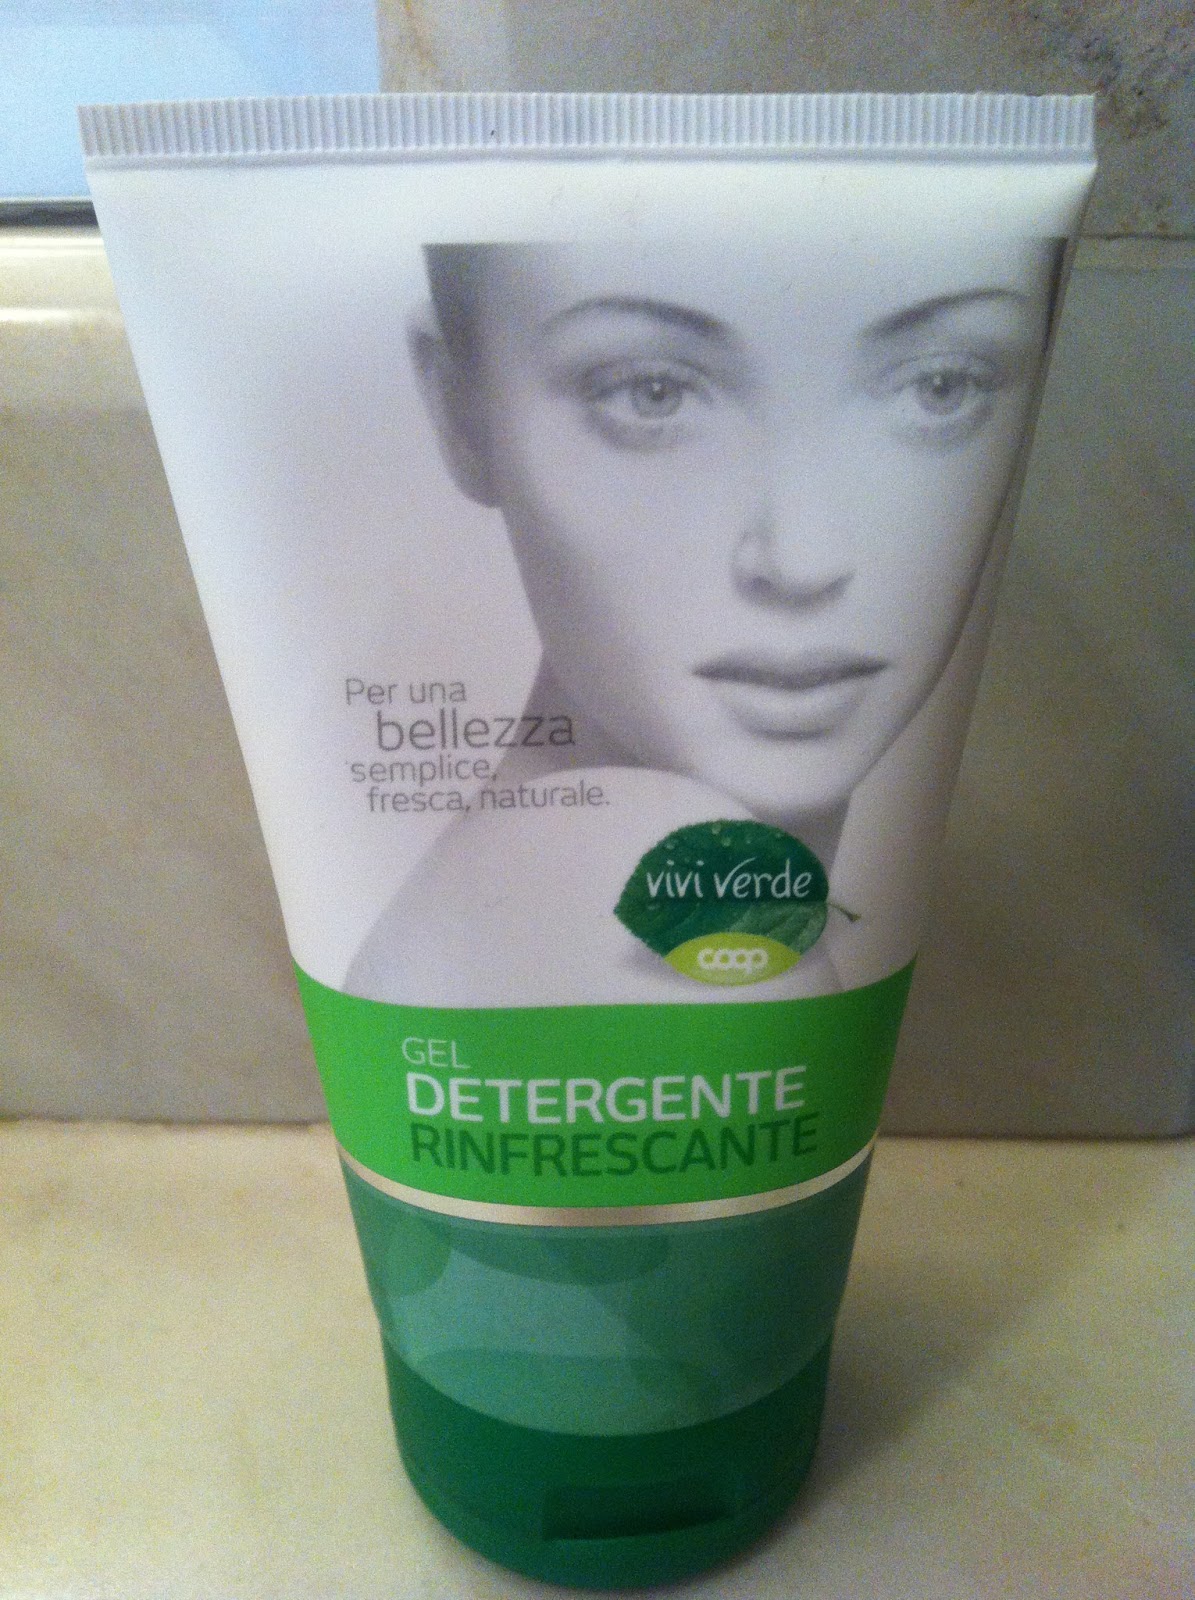 Per una
bellezza
semplice,
fresca, naturale.
vivi verde
coop
GEL
DETERGENTE
RINFRESCANTE